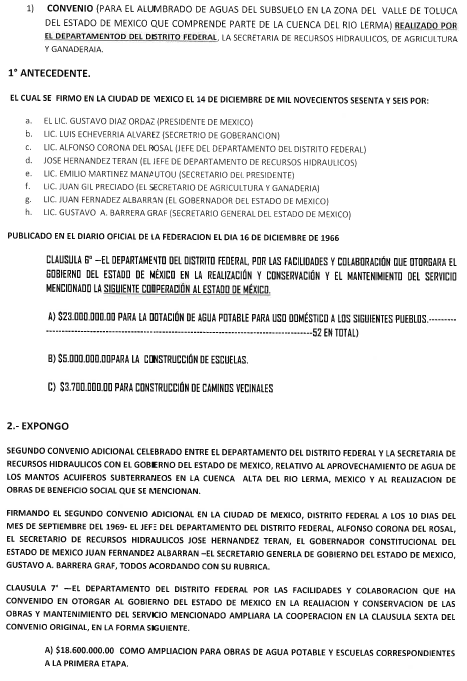 1) CONVENIO (PARA EL ALUMBRADO DE AGUAS DEL SUBSUELO EN LA ZONA DEL VALLE DE TOLUCA
DEL ESTADO DE MEXICO QUE COMPRENDE PARTE DE LA CUENCA DEL RIO LERMA) REALIZADO POR
EL DEPARTAMENTOD DEL DISTRITO FEDERAL, LA SECRETARIA DE RECURSOS HIDRAULICOS, DE AGRICULTURA
Y GANADERAIA.
1° ANTECEDENTE.
EL CUAL SE FIRMO EN LA CIUDAD DE MEXICO EL 14 DE DICIEMBRE DE MIL NOVECIENTOS SESENTA Y SEIS POR:
a. EL LIC. GUSTAVO DIAZ ORDAZ (PRESIDENTE DE MEXICO)
b. LIC. LUIS ECHEVERRIA ALVAREZ (SECRETRIO DE GOBERANCION)
c. LIC. ALFONSO CORONA DEL ROSAL (JEFE DEL DEPARTAMENTO DEL DISTRITO FEDERAL)
d. JOSE HERNANDEZ TERAN (EL JEFE DE DEPARTAMENTO DE RECURSOS HIDRAULICOS)
e. LIC. EMILIO MARTINEZ MANAUTOU (SECRETARIO DEL PRESIDENTE)
f. LIC. JUAN GIL PRECIADO (EL SECRETARIO DE AGRICULTURA Y GANADERIA)
g. LIC. JUAN FERNADEZ ALBARRAN (EL GOBERNADOR DEL ESTADO DE MEXICO)
h. LIC. GUSTAVO A. BARRERA GRAF (SECRETARIO GENERAL DEL ESTADO DE MEXICO)
PUBLICADO EN EL DIARIO OFICIAL DE LA FEDERACION EL DIA 16 DE DICIEMBRE DE 1966
CLAUSULA 6° —EL DEPARTAMENTO DEL DISTRITO FEDERAL, POR LAS FACILIDADES Y COLABORACIÓN QUE OTORGARA EL
GOBIERNO DEL ESTADO DE MÉXICO EN LA REALIZACIÓN Y CONSERVACIÓN Y EL MANTENIMIENTO DEL SERVICIO
MENCIONADO LA SIGUIENTE COOPERACIÓN AL ESTADO DE MÉXICO.
A) $23.000.000.00 PARA LA DOTACIÓN DE AGUA POTABLE PARA USO DOMÉSTICO A LOS SIGUIENTES PUEBLOS.---------
--------------------------------------------------------------------------------52 EN TOTAL)
B) $5.000.000.00PARA LA CONSTRUCCIÓN DE ESCUELAS.
C) $3.700.000.00 PARA CONSTRUCCIÓN DE CAMINOS VECINALES
2.- EXPONGO
SEGUNDO CONVENIO ADICIONAL CELEBRADO ENTRE EL DEPARTAMENTO DEL DISTRITO FEDERAL Y LA SECRETARIA DE
RECURSOS HIDRAULICOS CON EL GOBIERNO DEL ESTADO DE MEXICO, RELATIVO AL APROVECHAMIENTO DE AGUA DE
LOS MANTOS ACUIFEROS SUBTERRANEOS EN LA CUENCA ALTA DEL RIO LERMA, MEXICO Y AL REALIZACION DE
OBRAS DE BENEFICIO SOCIAL QUE SE MENCIONAN.
FIRMANDO EL SEGUNDO CONVENIO ADICIONAL EN LA CIUDAD DE MEXICO, DISTRITO FEDERAL A LOS 10 DIAS DEL
MES DE SEPTIEMBRE DEL 1969- EL JEFE DEL DEPARTAMENTO DEL DISTRITO FEDERAL, ALFONSO CORONA DEL ROSAL,
EL SECRETARIO DE RECURSOS HIDRAULICOS JOSE HERNANDEZ TERAN, EL GOBERNADOR CONSTITUCIONAL DEL
ESTADO DE MEXICO JUAN FERNANDEZ ALBARRAN –EL SECRETARIO GENERLA DE GOBIERNO DEL ESTADO DE MEXICO,
GUSTAVO A. BARRERA GRAF, TODOS ACORDANDO CON SU RUBRICA.
CLAUSULA 7° —EL DEPARTAMENTO DEL DISTRITO FEDERAL POR LAS FACILIDADES Y COLABORACION QUE HA
CONVENIDO EN OTORGAR AL GOBIERNO DEL ESTADO DE MEXICO EN LA REALIACION Y CONSERVACION DE LAS
OBRAS Y MANTENIMIENTO DEL SERVICIO MENCIONADO AMPLIARA LA COOPERACION EN LA CLAUSULA SEXTA DEL
CONVENIO ORIGINAL, EN LA FORMA SIGUIENTE.
A) $18.600.000.00 COMO AMPLIACION PARA OBRAS DE AGUA POTABLE Y ESCUELAS CORRESPONDIENTES
A LA PRIMERA ETAPA.